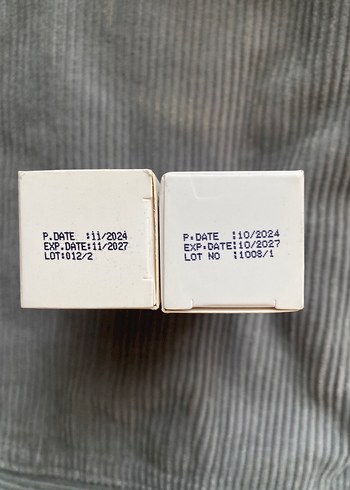 P.DATE :11/2024
EXP.DATE:11/2027
LOT:012/2
P.DATE :10/2024
EXP.DATE:10/2027
LOT NO :1008/1